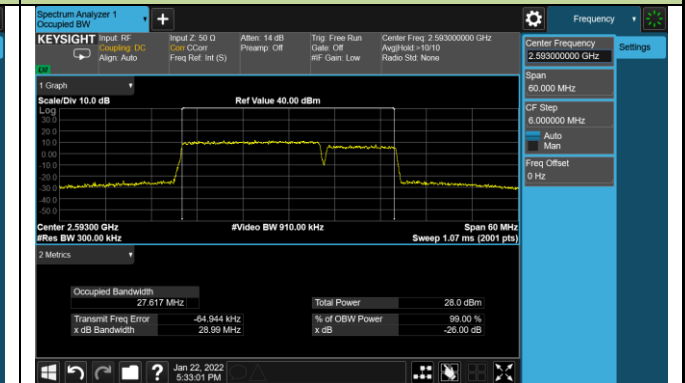 Spectrum Analyzer 1
Occupied BW
+
Frequency
KEYSIGHT Input: RF
Coupling: DC
Align: Auto
Input Z: 50 Ω
Corr CCorr
Freq Ref: Int (S)
Atten: 14 dB
Preamp: Off
Trig: Free Run
Gate: Off
#IF Gain: Low
Center Freq: 2.593000000 GHz
Avg|Hold:>10/10
Radio Std: None
Center Frequency
2.593000000 GHz
Settings
Span
60.000 MHz
CF Step
6.000000 MHz
Auto
Man
Freq Offset
0 Hz
1 Graph
Scale/Div 10.0 dB
Ref Value 40.00 dBm
Log
30.0
20.0
10.0
0.00
-10.0
-20.0
-30.0
-40.0
-50.0
Center 2.59300 GHz
#Video BW 910.00 kHz
Span 60 MHz
#Res BW 300.00 kHz
Sweep 1.07 ms (2001 pts)
2 Metrics
Occupied Bandwidth
27.617 MHz
Total Power 28.0 dBm
Transmit Freq Error -64.944 kHz
% of OBW Power 99.00 %
x dB Bandwidth 28.99 MHz
x dB -26.00 dB
?
Jan 22, 2022
5:33:01 PM